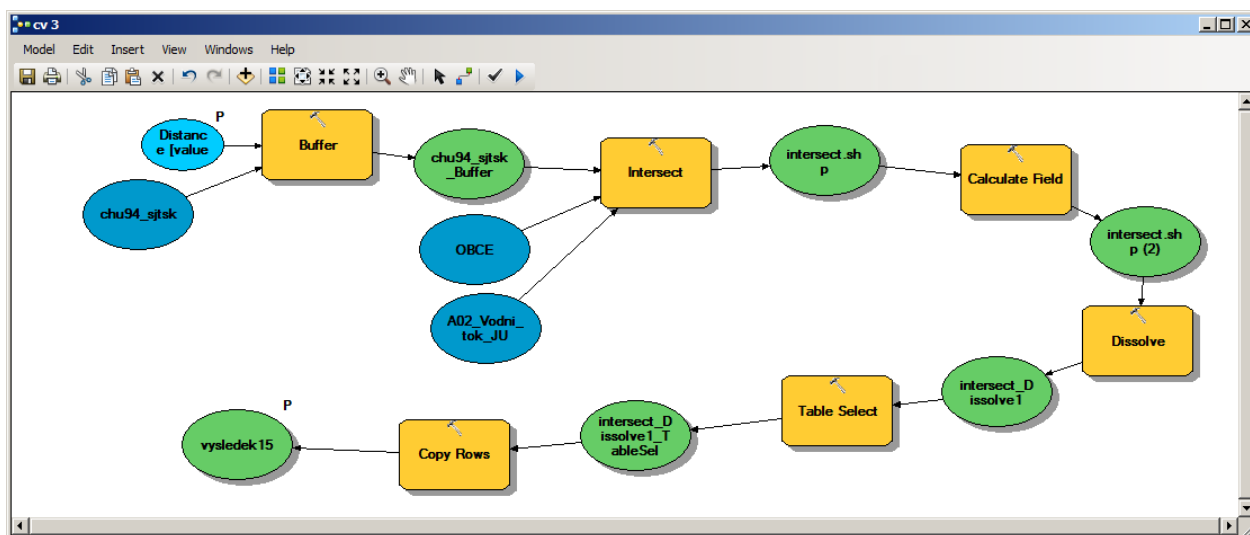 cv 3
Model Edit Insert View Windows Help
P
Distanc
e [value
Buffer
chu94_sjtsk
chu94_sjtsk
_Buffer
OBCE
A02_Vodni_
tok_JU
Intersect
intersect.sh
p
Calculate Field
intersect.sh
p (2)
Dissolve
intersect_D
issolve1
Table Select
intersect_D
issolve1_T
ableSel
Copy Rows
P
vysledek15